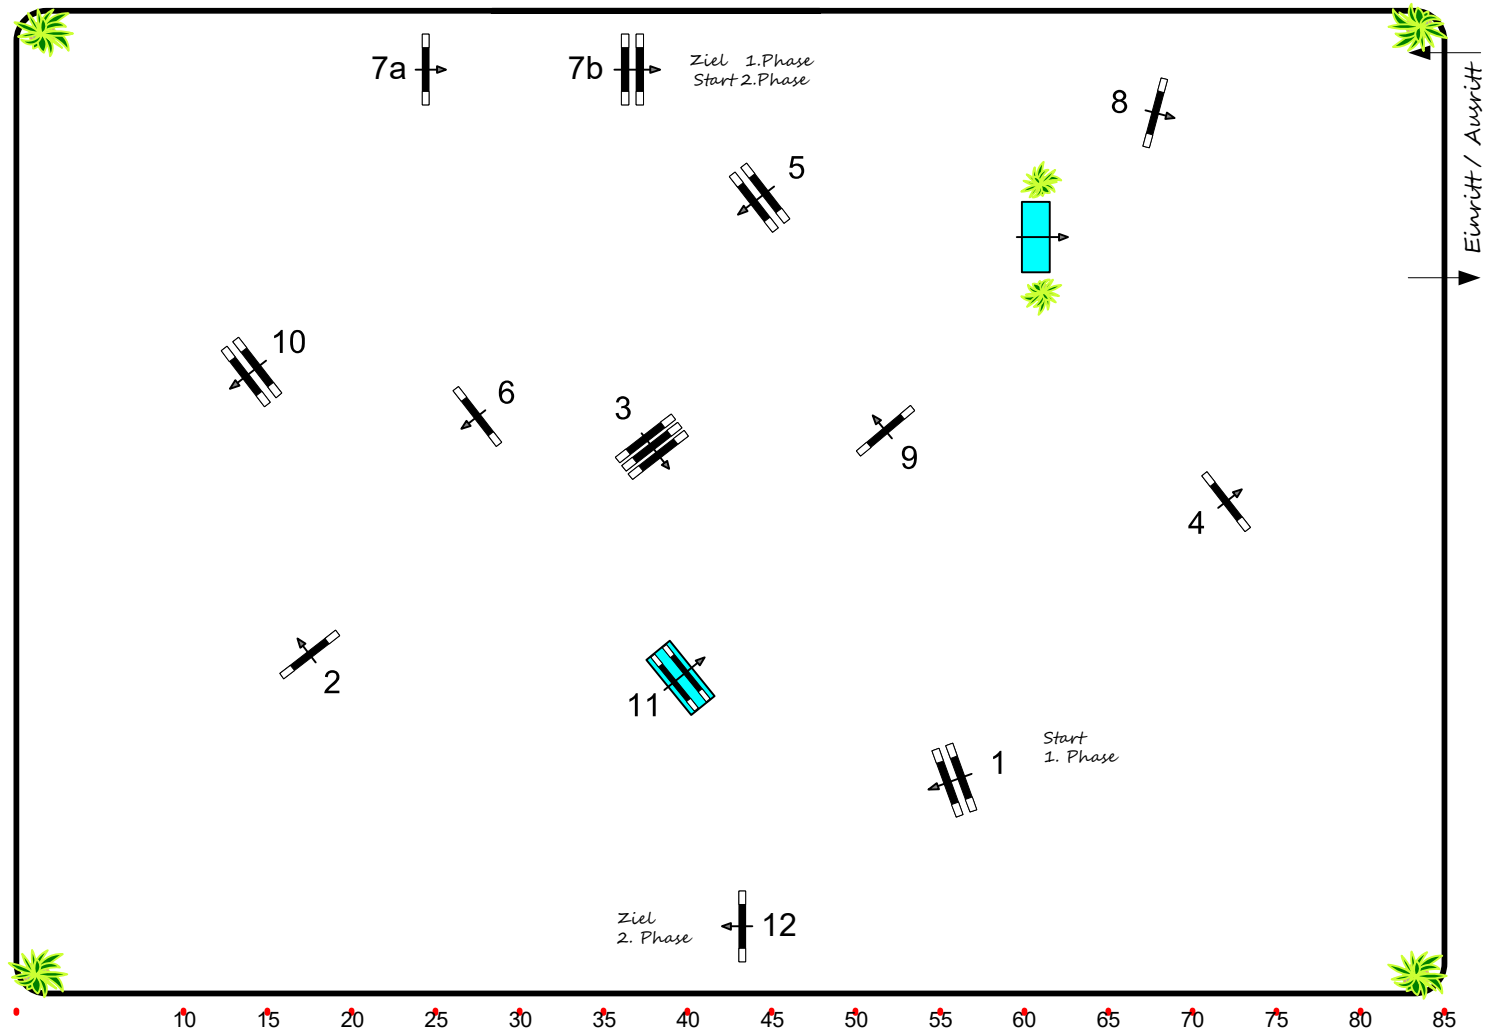 7a
7b
Ziel 1.Phase
Start 2.Phase
8
Einritt / Ausritt
5
10
6
3
9
4
2
11
Start
1. Phase
1
Ziel
2. Phase
12
10 15 20 25 30 35 40 45 50 55 60 65 70 75 80 85